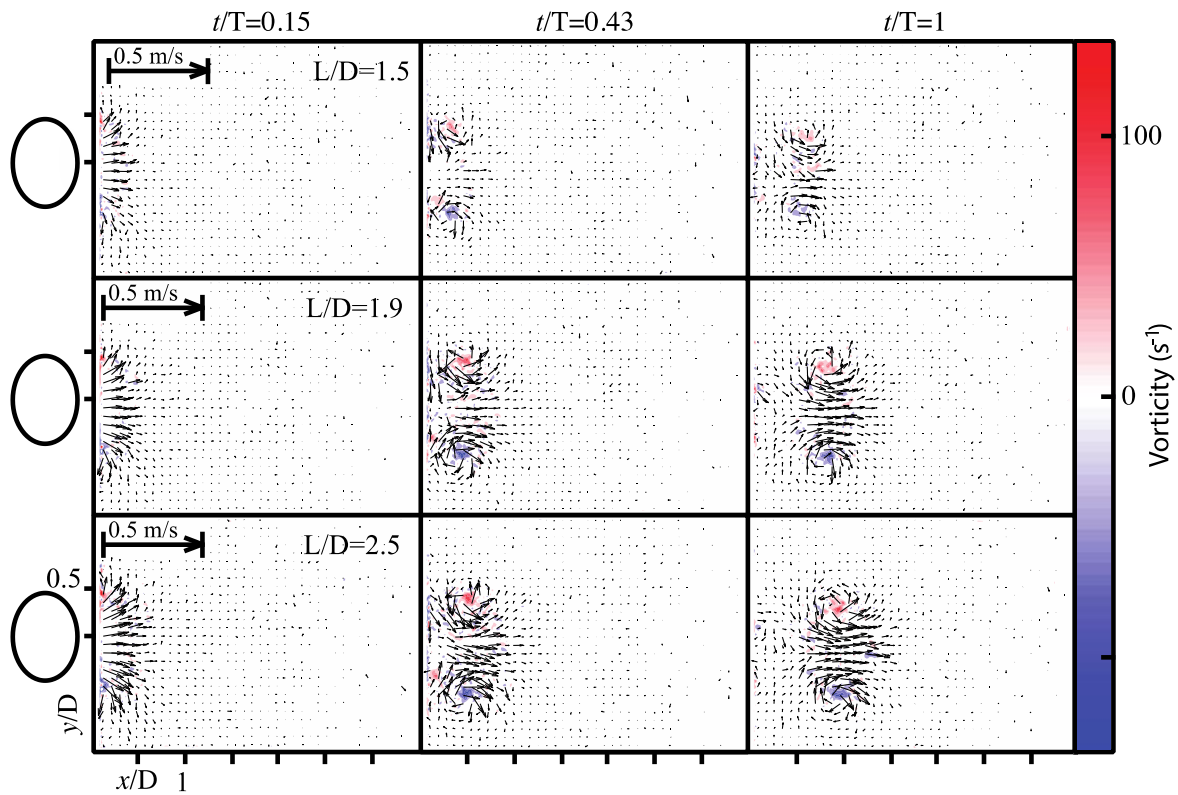 t/T=0.15 t/T=0.43 t/T=1
0.5 m/s L/D=1.5
100
0.5 m/s L/D=1.9
0
Vorticity (s⁻¹)
0.5 m/s L/D=2.5
0.5
y/D
x/D 1